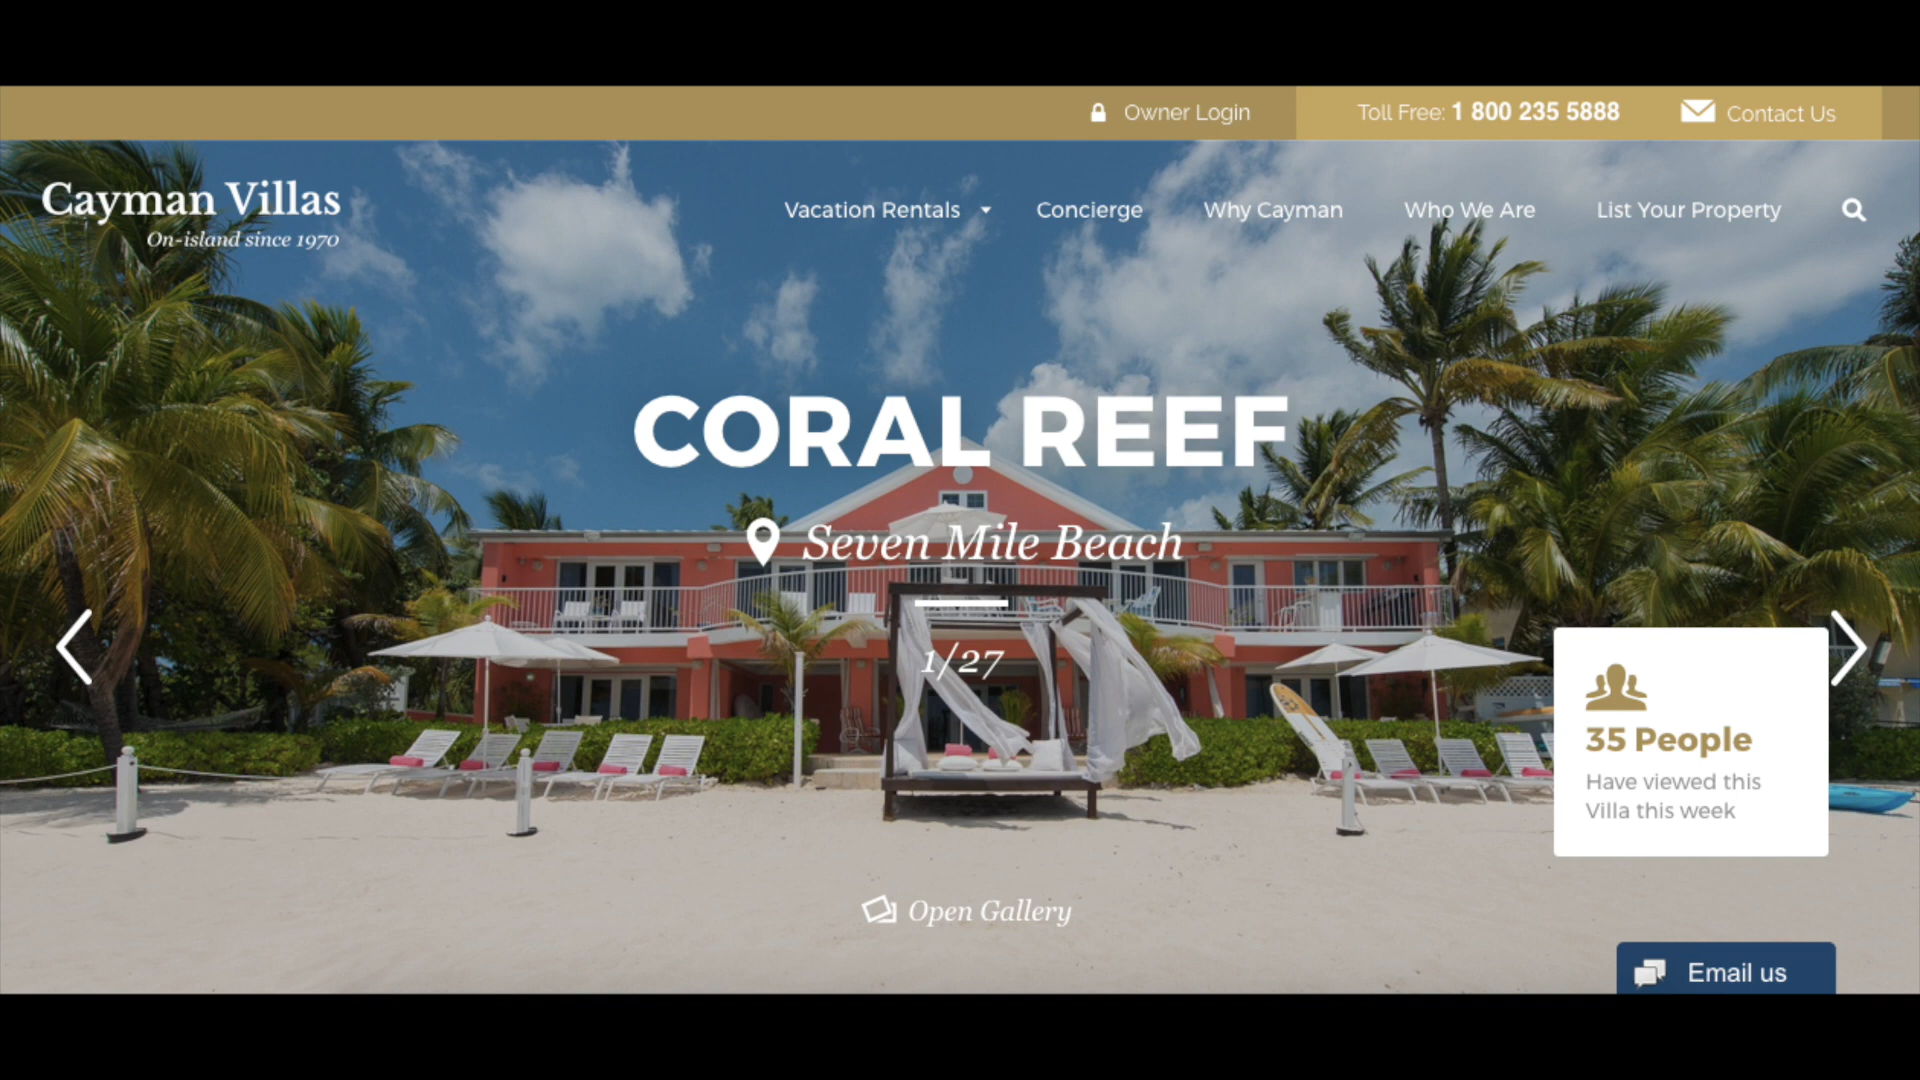 Owner Login
Toll Free: 1 800 235 5888
Contact Us
Cayman Villas
On-island since 1970
Vacation Rentals
Concierge
Why Cayman
Who We Are
List Your Property
CORAL REEF
Seven Mile Beach
1/27
35 People
Have viewed this
Villa this week
Open Gallery
Email us